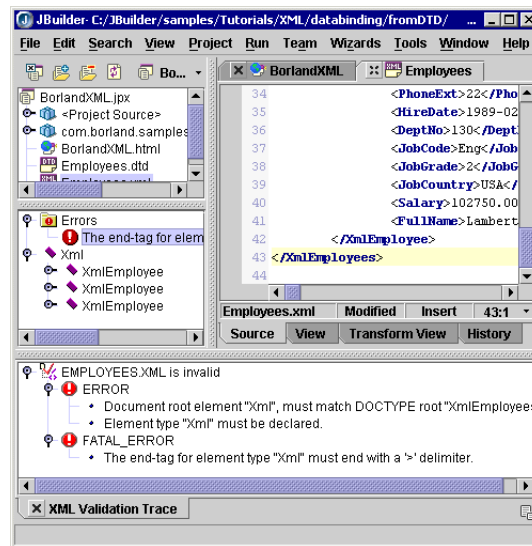 JBuilder- C:/JBuilder/samples/Tutorials/XML/databinding/fromDTD/ ...
File Edit Search View Project Run Team Wizards Tools Window Help
Bo...
BorlandXML Employees
BorlandXML.jpx
<Project Source>
com.borland.samples
BorlandXML.html
Employees.dtd
Employees.xml
Errors
The end-tag for elem
Xml
XmlEmployee
XmlEmployee
XmlEmployee
34 <PhoneExt>22</Pho
35 <HireDate>1989-02
36 <DeptNo>130</Dept
37 <JobCode>Eng</Job
38 <JobGrade>2</JobG
39 <JobCountry>USA</
40 <Salary>102750.00
41 <FullName>Lambert
42 </XmlEmployee>
43 </XmlEmployees>
44
Employees.xml Modified Insert 43:1
Source View Transform View History
EMPLOYEES.XML is invalid
ERROR
Document root element "Xml", must match DOCTYPE root "XmlEmployees
Element type "Xml" must be declared.
FATAL_ERROR
The end-tag for element type "Xml" must end with a '>' delimiter.
XML Validation Trace